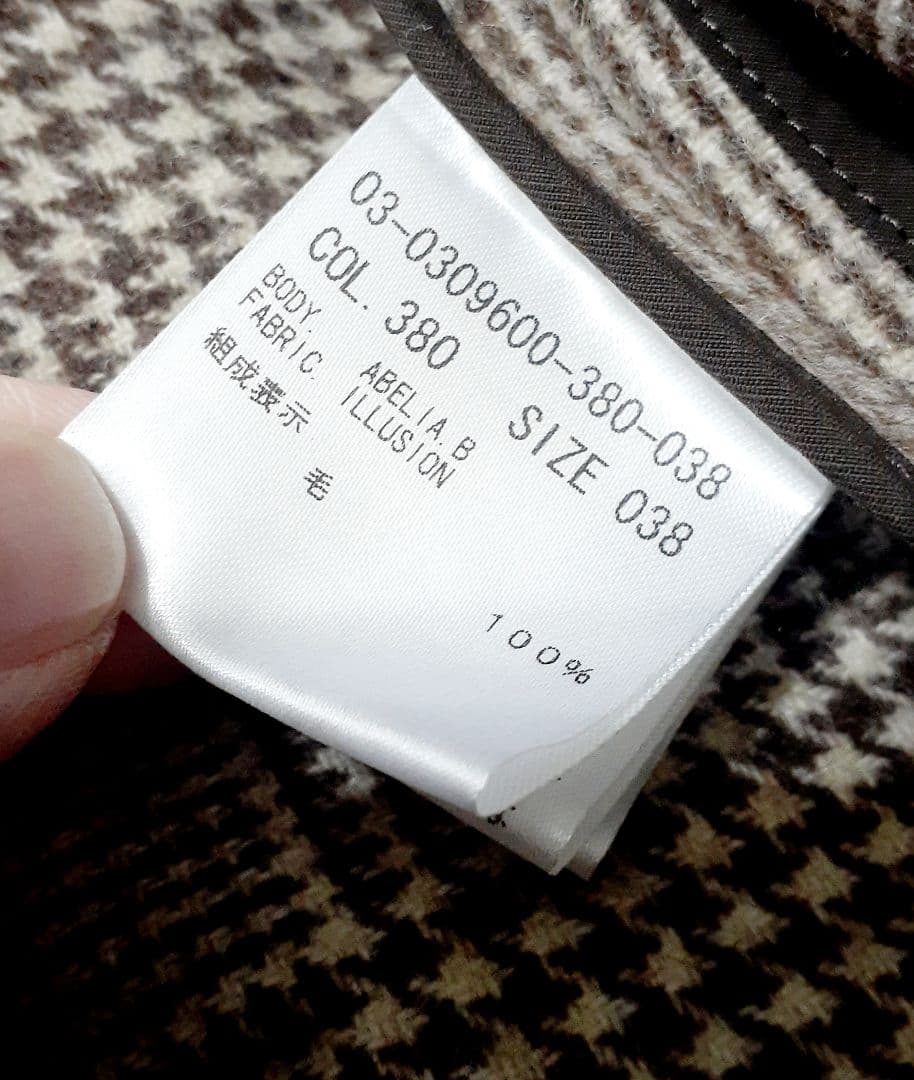 03-0309600-380-038
COL. 380 SIZE 038
BODY. ABELIA.B
FABRIC. ILLUSION
組成表示
毛
100%